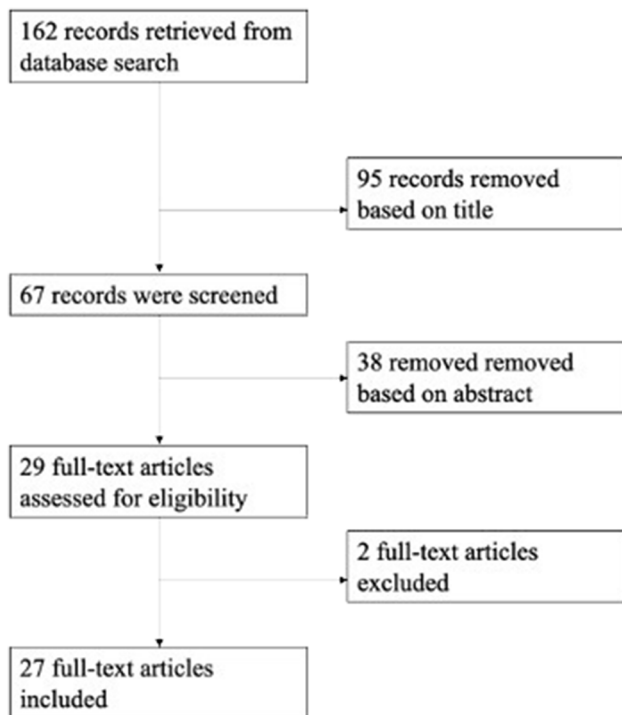 162 records retrieved from
database search
95 records removed
based on title
67 records were screened
38 removed removed
based on abstract
29 full-text articles
assessed for eligibility
2 full-text articles
excluded
27 full-text articles
included